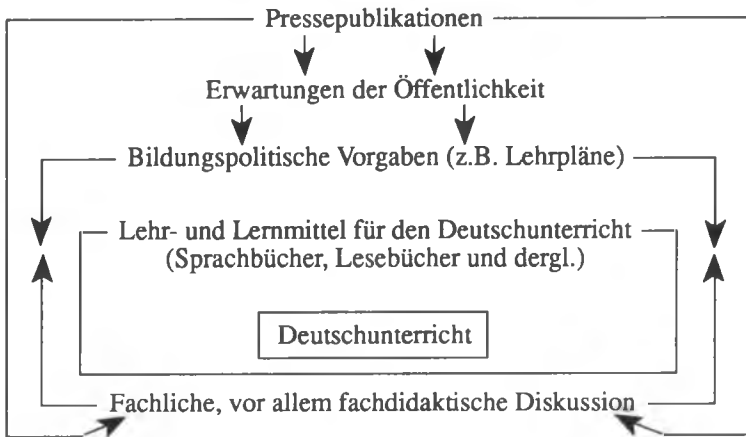 Pressepublikationen
Erwartungen der Öffentlichkeit
Bildungspolitische Vorgaben (z.B. Lehrpläne)
Lehr- und Lernmittel für den Deutschunterricht
(Sprachbücher, Lesebücher und dergl.)
Deutschunterricht
Fachliche, vor allem fachdidaktische Diskussion